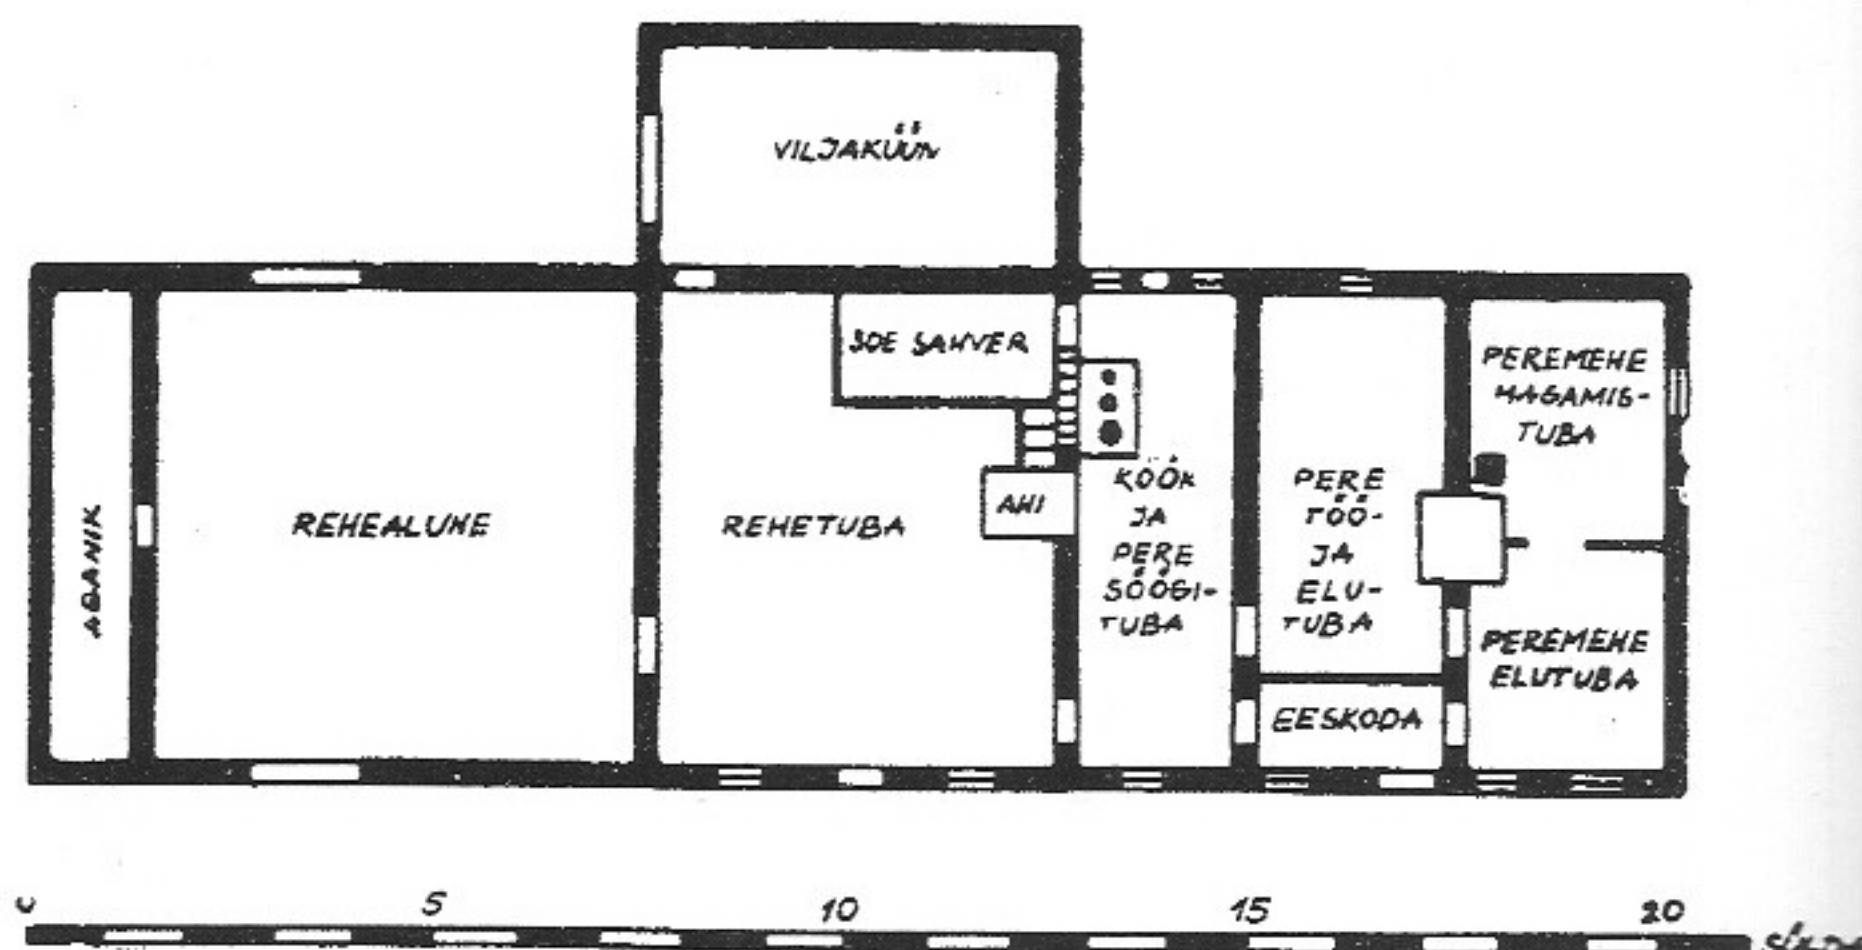 VILJAKÜÜN
SOE SAHVER
PEREMEHE
MAGAMIS-
TUBA
AGANIK
REHEALUNE
REHETUBA
AHI
KÖÖK
JA
PERE
SÖÖGI-
TUBA
PERE
TÖÖ-
JA
ELU-
TUBA
PEREMEHE
ELUTUBA
EESKODA
0 5 10 15 20